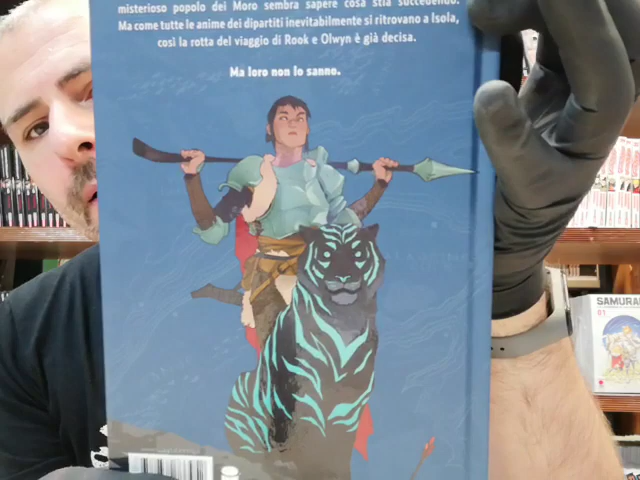 misterioso popolo dei Moro sembra sapere cosa stia succedendo.
Ma come tutte le anime dei dipartiti inevitabilmente si ritrovano a Isola,
così la rotta del viaggio di Rook e Olwyn è già decisa.
Ma loro non lo sanno.
SAMURAI